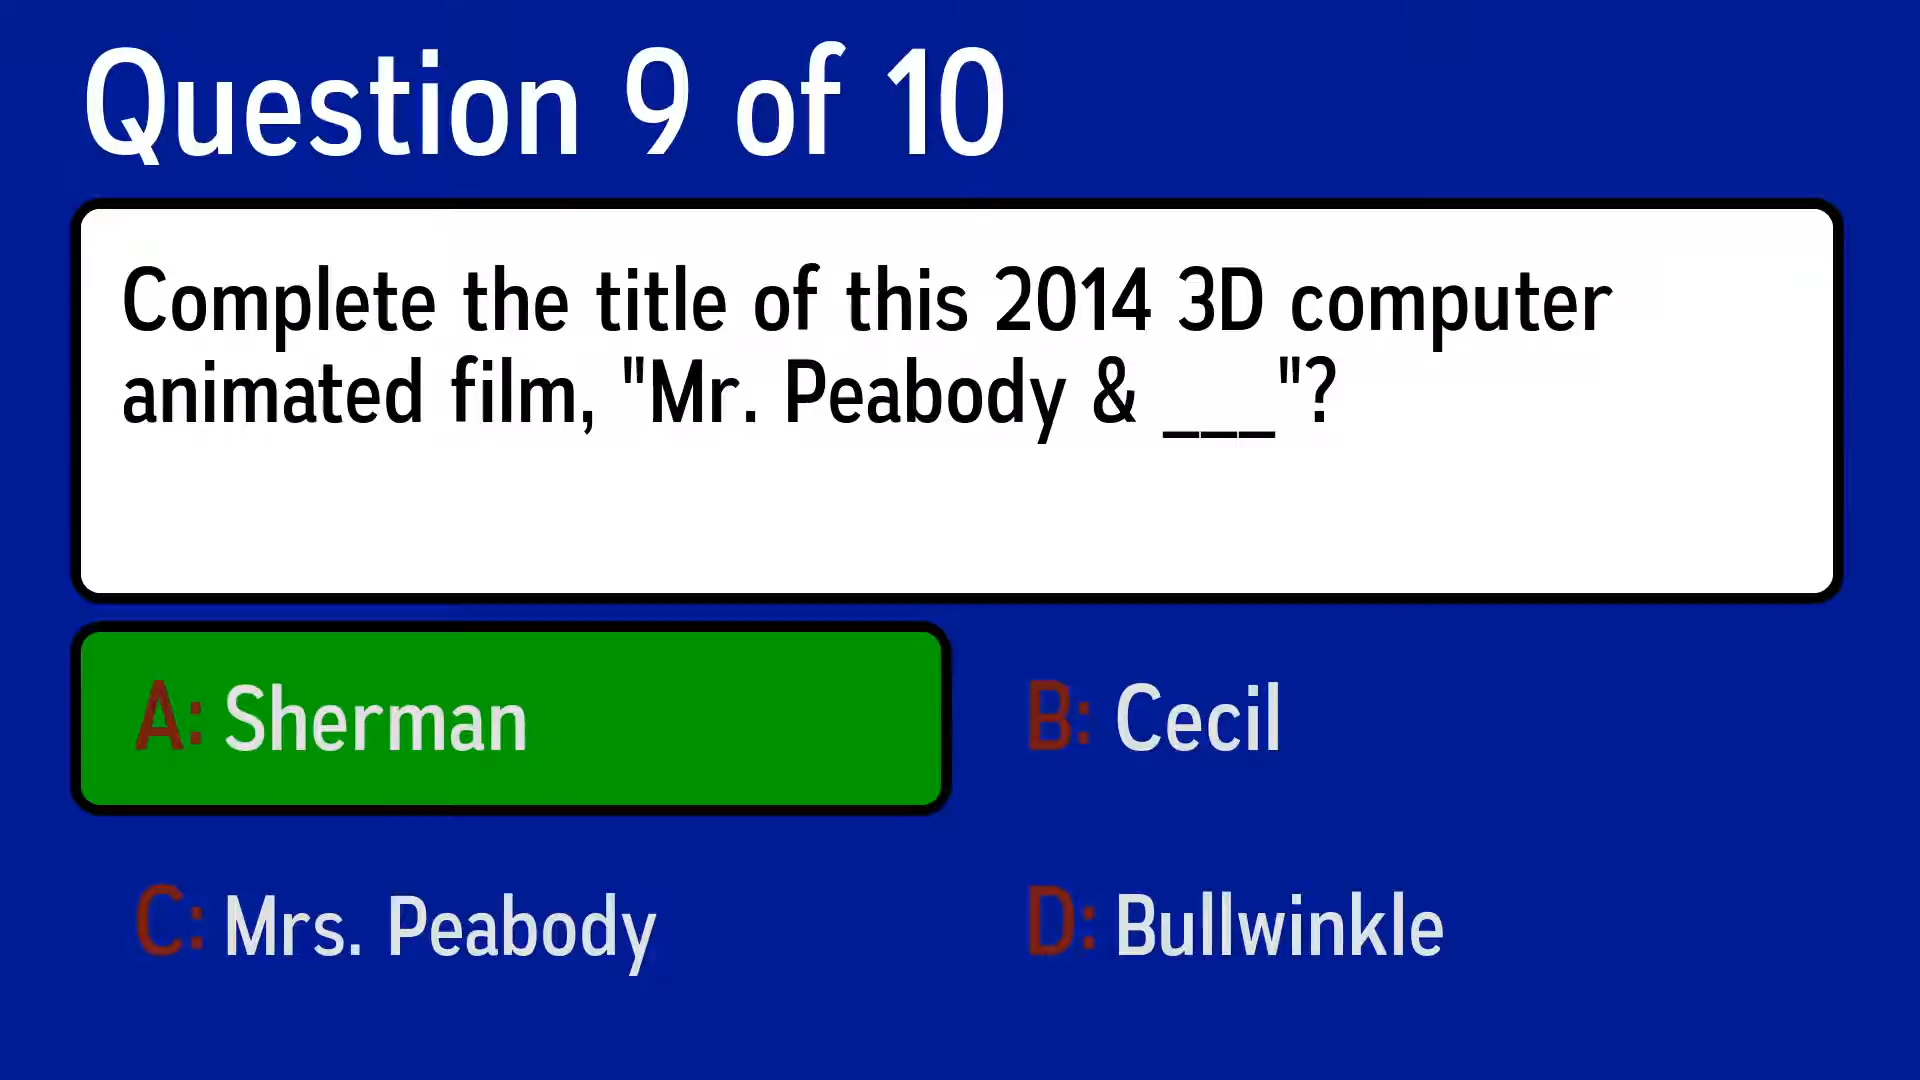 Question 9 of 10
Complete the title of this 2014 3D computer
animated film, "Mr. Peabody & ___"?
A: Sherman
B: Cecil
C: Mrs. Peabody
D: Bullwinkle